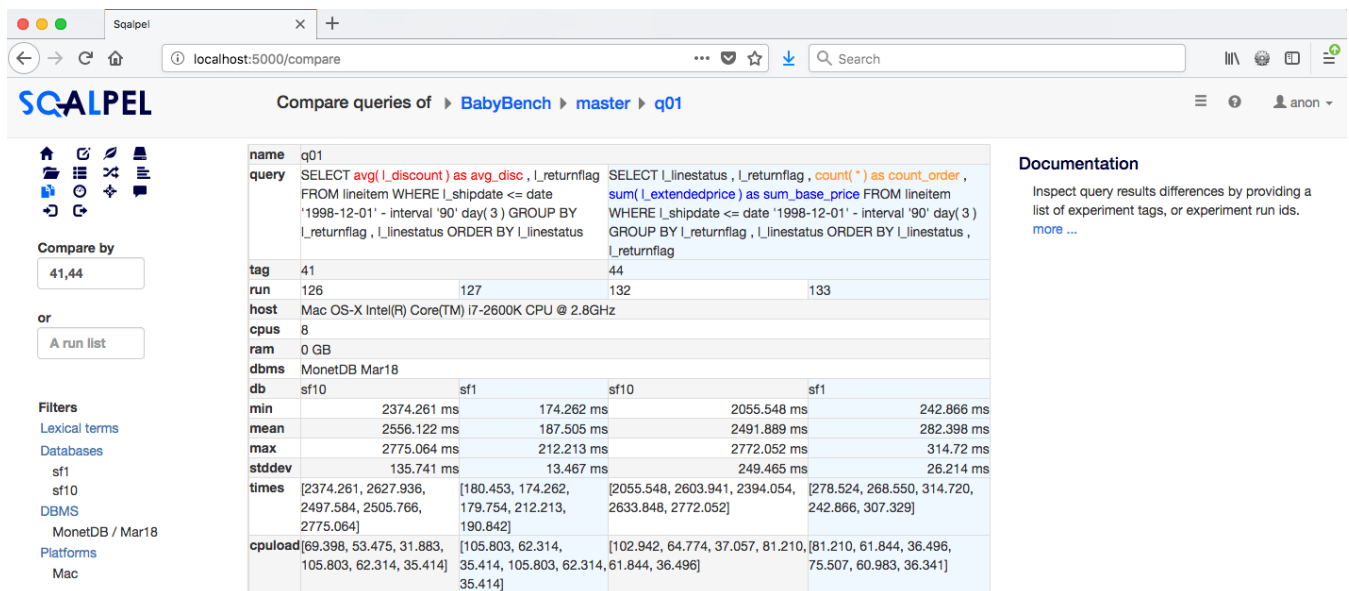 Sqalpel
localhost:5000/compare
Search
SQALPEL
Compare queries of BabyBench master q01
anon
Compare by
41,44
or
A run list
Filters
Lexical terms
Databases
sf1
sf10
DBMS
MonetDB / Mar18
Platforms
Mac
name q01
query SELECT avg( l_discount ) as avg_disc , l_returnflag
FROM lineitem WHERE l_shipdate <= date
'1998-12-01' - interval '90' day( 3 ) GROUP BY
l_returnflag , l_linestatus ORDER BY l_linestatus
SELECT l_linestatus , l_returnflag , count( * ) as count_order ,
sum( l_extendedprice ) as sum_base_price FROM lineitem
WHERE l_shipdate <= date '1998-12-01' - interval '90' day( 3 )
GROUP BY l_returnflag , l_linestatus ORDER BY l_linestatus ,
l_returnflag
tag 41 44
run 126 127 132 133
host Mac OS-X Intel(R) Core(TM) i7-2600K CPU @ 2.8GHz
cpus 8
ram 0 GB
dbms MonetDB Mar18
db sf10 sf1 sf10 sf1
min 2374.261 ms 174.262 ms 2055.548 ms 242.866 ms
mean 2556.122 ms 187.505 ms 2491.889 ms 282.398 ms
max 2775.064 ms 212.213 ms 2772.052 ms 314.72 ms
stddev 135.741 ms 13.467 ms 249.465 ms 26.214 ms
times [2374.261, 2627.936, [180.453, 174.262, [2055.548, 2603.941, 2394.054, [278.524, 268.550, 314.720,
2497.584, 2505.766, 179.754, 212.213, 2633.848, 2772.052] 242.866, 307.329]
2775.064] 190.842]
cpuload [69.398, 53.475, 31.883, [105.803, 62.314, [102.942, 64.774, 37.057, 81.210, [81.210, 61.844, 36.496,
105.803, 62.314, 35.414] 35.414, 105.803, 62.314, 61.844, 36.496] 75.507, 60.983, 36.341]
35.414]
Documentation
Inspect query results differences by providing a
list of experiment tags, or experiment run ids.
more ...